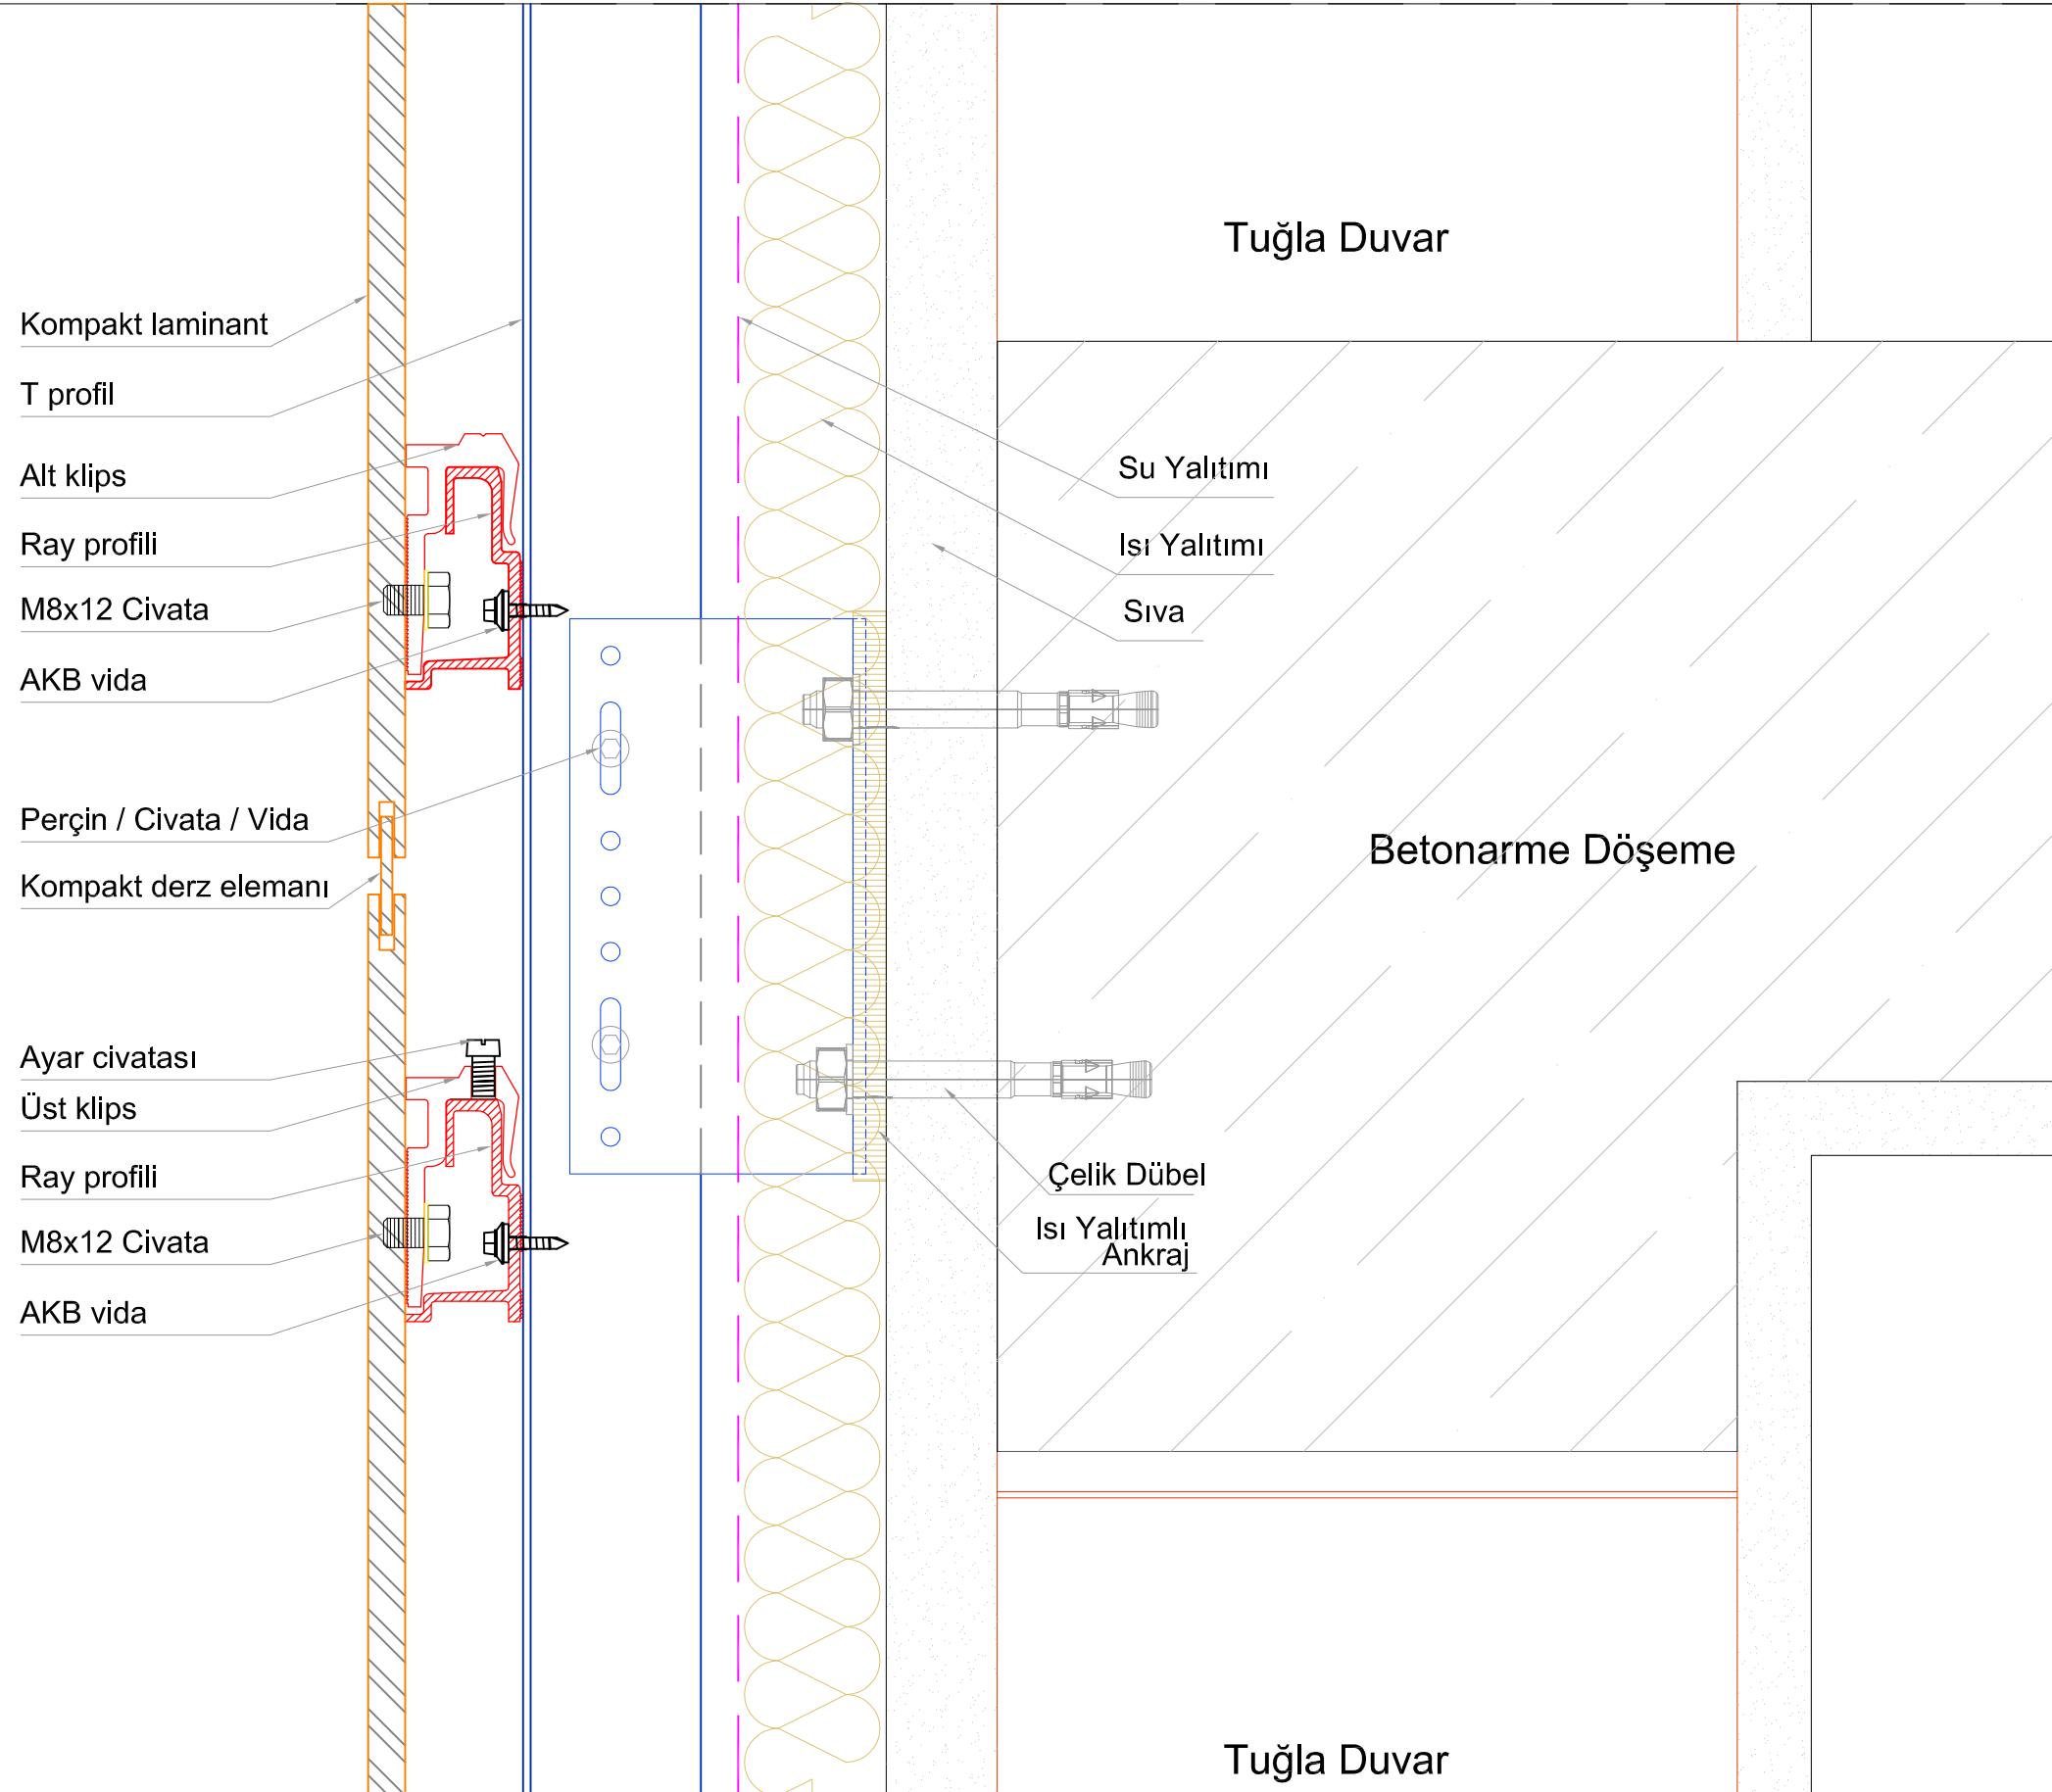 Tuğla Duvar
Kompakt laminant
T profil
Alt klips
Ray profili
M8x12 Civata
AKB vida
Perçin / Civata / Vida
Kompakt derz elemanı
Ayar civatası
Üst klips
Ray profili
M8x12 Civata
AKB vida
Su Yalıtımı
Isı Yalıtımı
Sıva
Betonarme Döşeme
Çelik Dübel
Isı Yalıtımlı
Ankraj
Tuğla Duvar